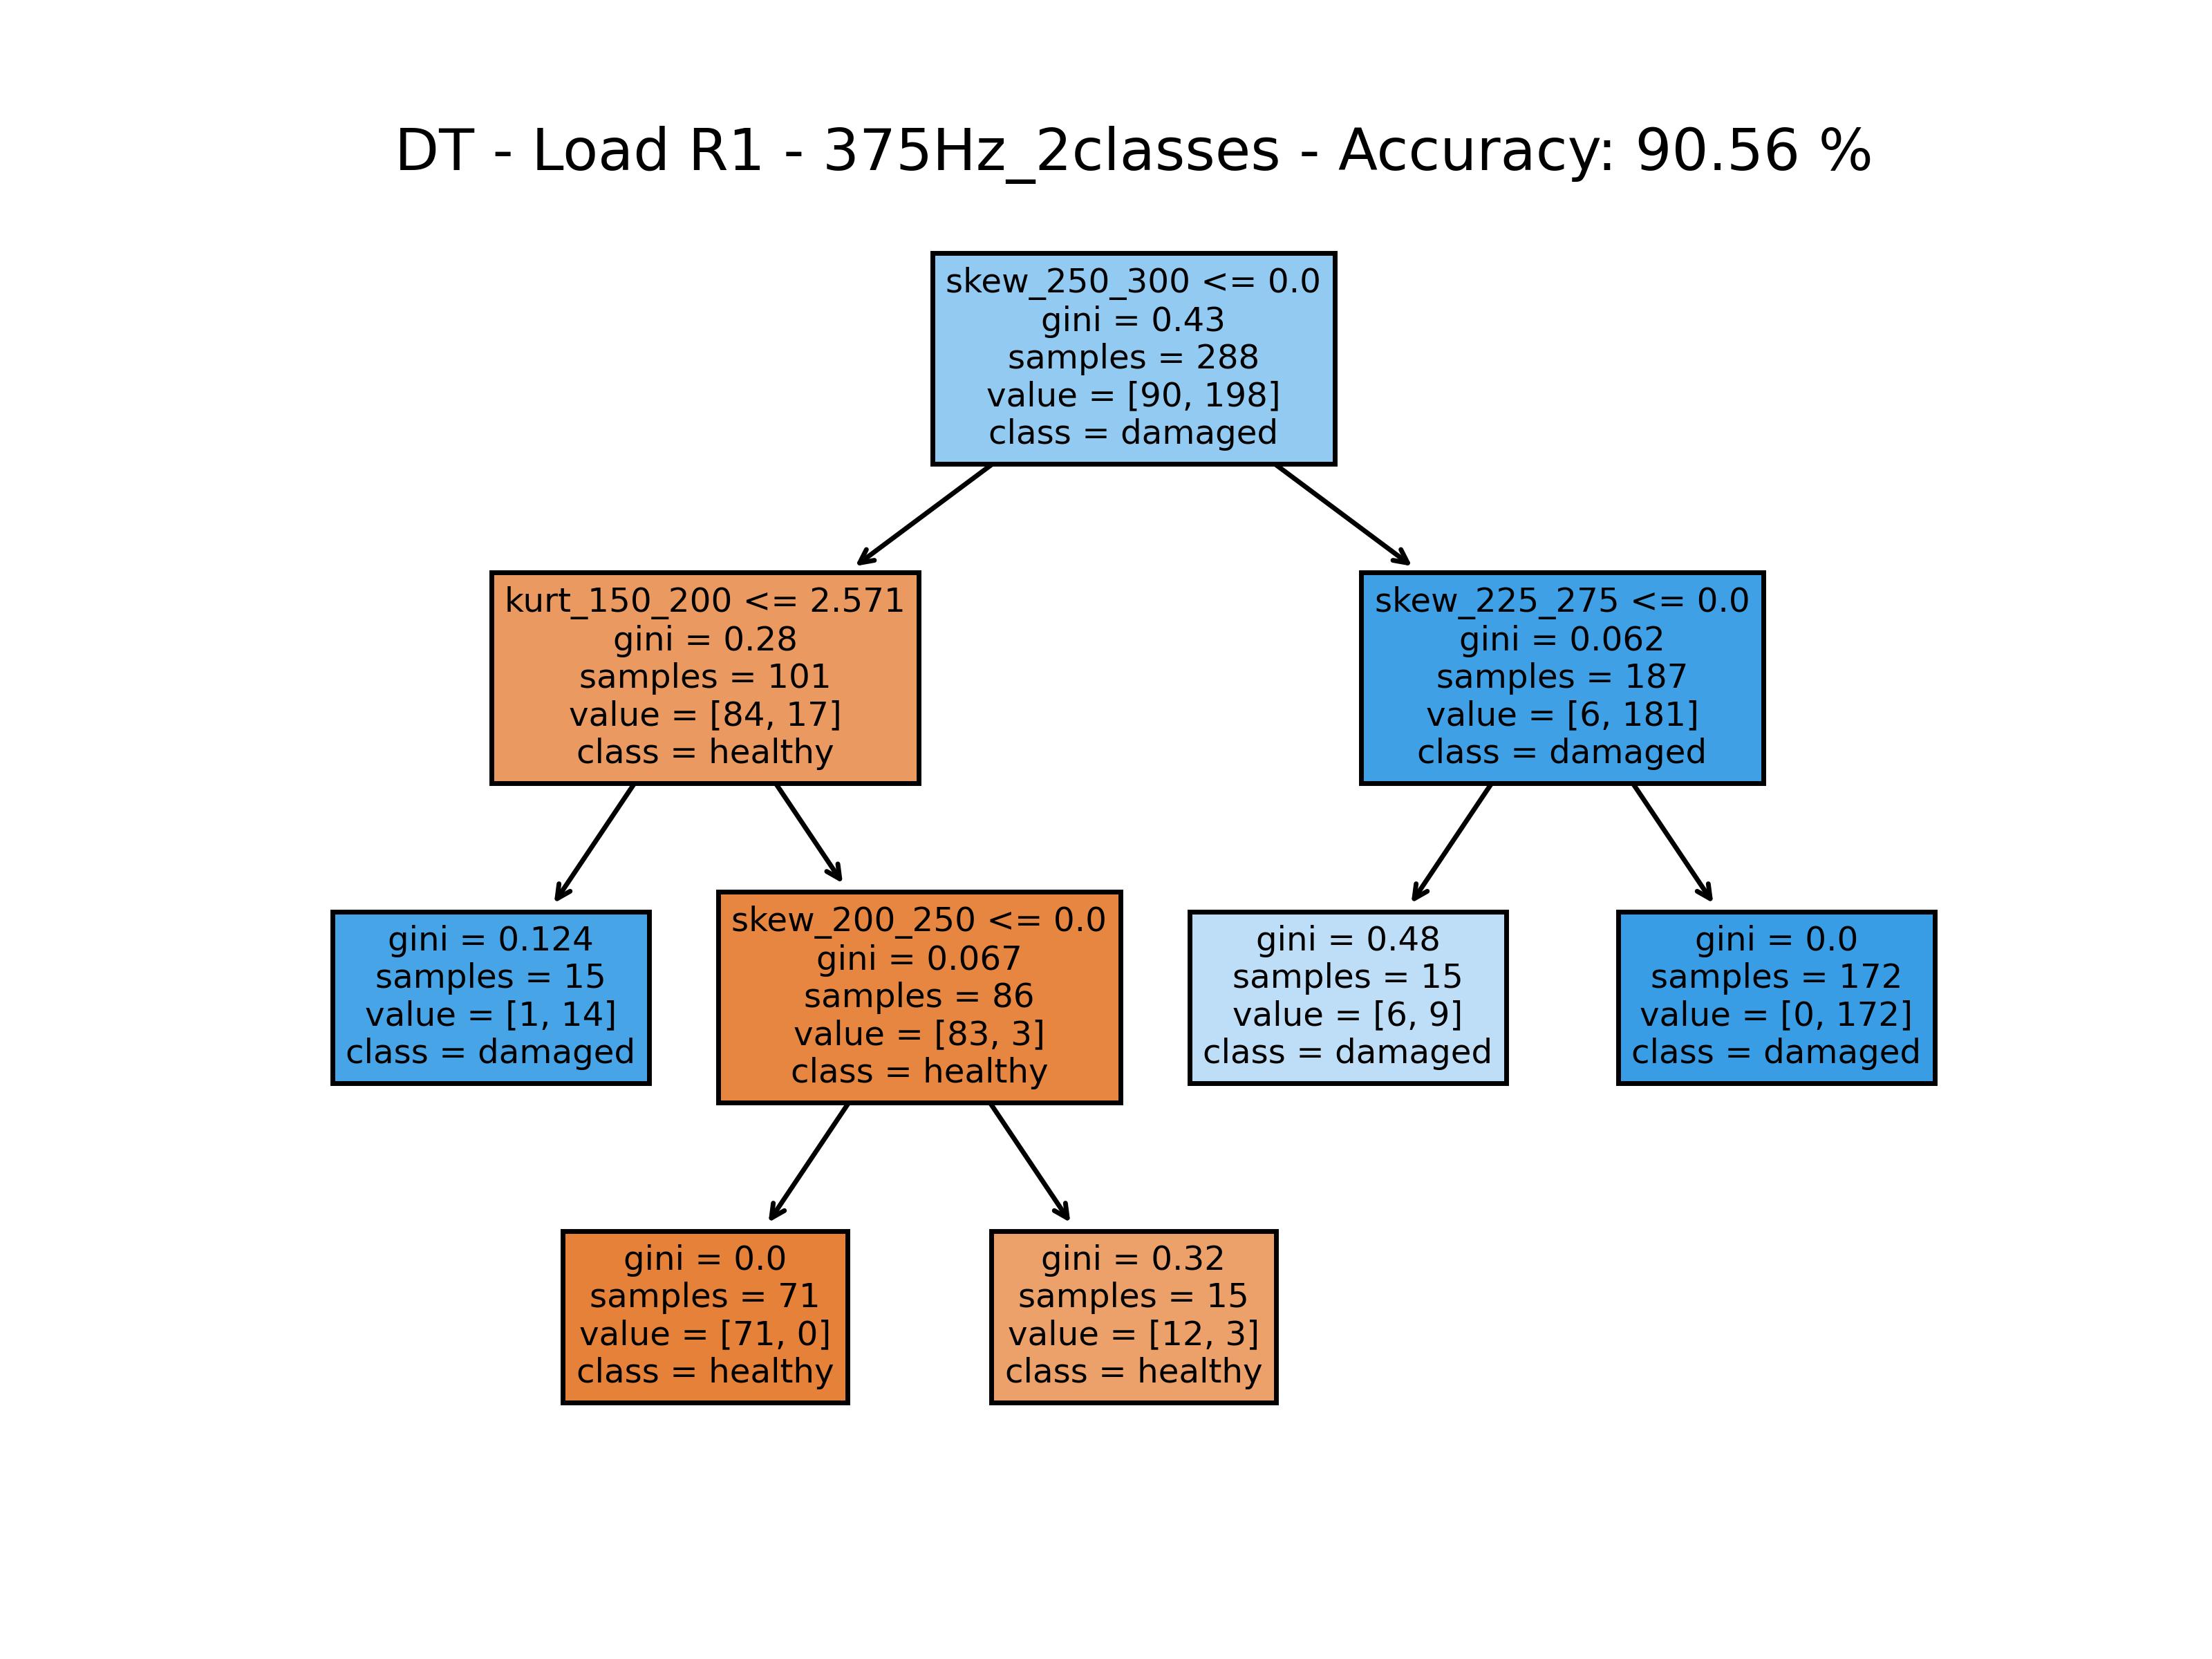 DT - Load R1 - 375Hz_2classes - Accuracy: 90.56 %
skew_250_300 <= 0.0
gini = 0.43
samples = 288
value = [90, 198]
class = damaged
kurt_150_200 <= 2.571
gini = 0.28
samples = 101
value = [84, 17]
class = healthy
skew_225_275 <= 0.0
gini = 0.062
samples = 187
value = [6, 181]
class = damaged
gini = 0.124
samples = 15
value = [1, 14]
class = damaged
skew_200_250 <= 0.0
gini = 0.067
samples = 86
value = [83, 3]
class = healthy
gini = 0.48
samples = 15
value = [6, 9]
class = damaged
gini = 0.0
samples = 172
value = [0, 172]
class = damaged
gini = 0.0
samples = 71
value = [71, 0]
class = healthy
gini = 0.32
samples = 15
value = [12, 3]
class = healthy